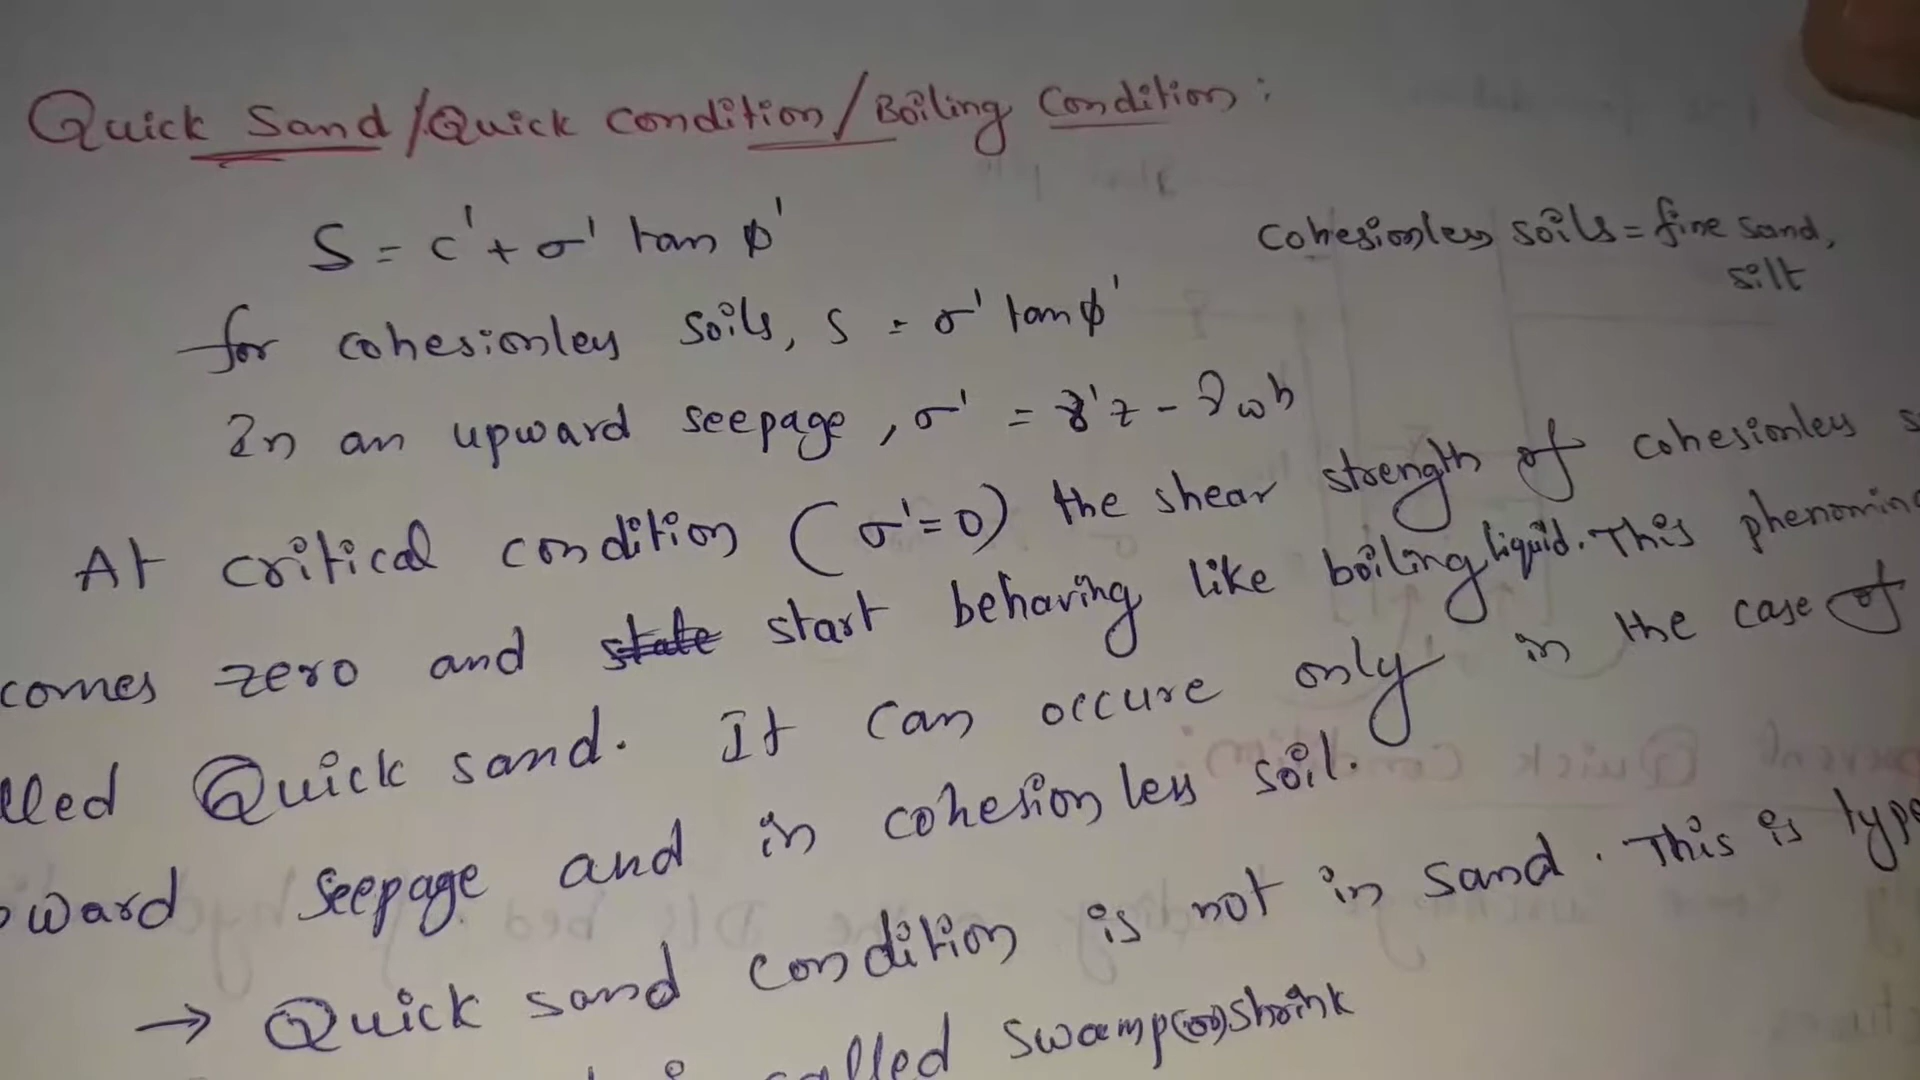 Quick Sand/Quick condition/Boiling Condition:
S = c' + σ' tan φ'
cohesionless soils = fine sand,
silt
for cohesionless soils, s = σ' tan φ'
In an upward seepage, σ' = γ'z - γwh
At critical condition (σ'=0) the shear strength of cohesionless s
comes zero and state start behaving like boiling liquid. This phenomin
lled Quick sand. It can occure only in the case of
ward seepage and in cohesionless soil.
→ Quick sand condition is not in sand. This is type
called swamp(or)shrink